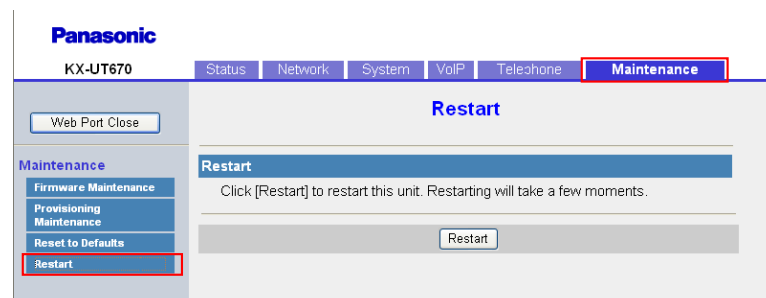 Panasonic
KX-UT670
Status Network System VoIP Telephone Maintenance
Web Port Close
Restart
Maintenance
Firmware Maintenance
Provisioning
Maintenance
Reset to Defaults
Restart
Restart
Click [Restart] to restart this unit. Restarting will take a few moments.
Restart